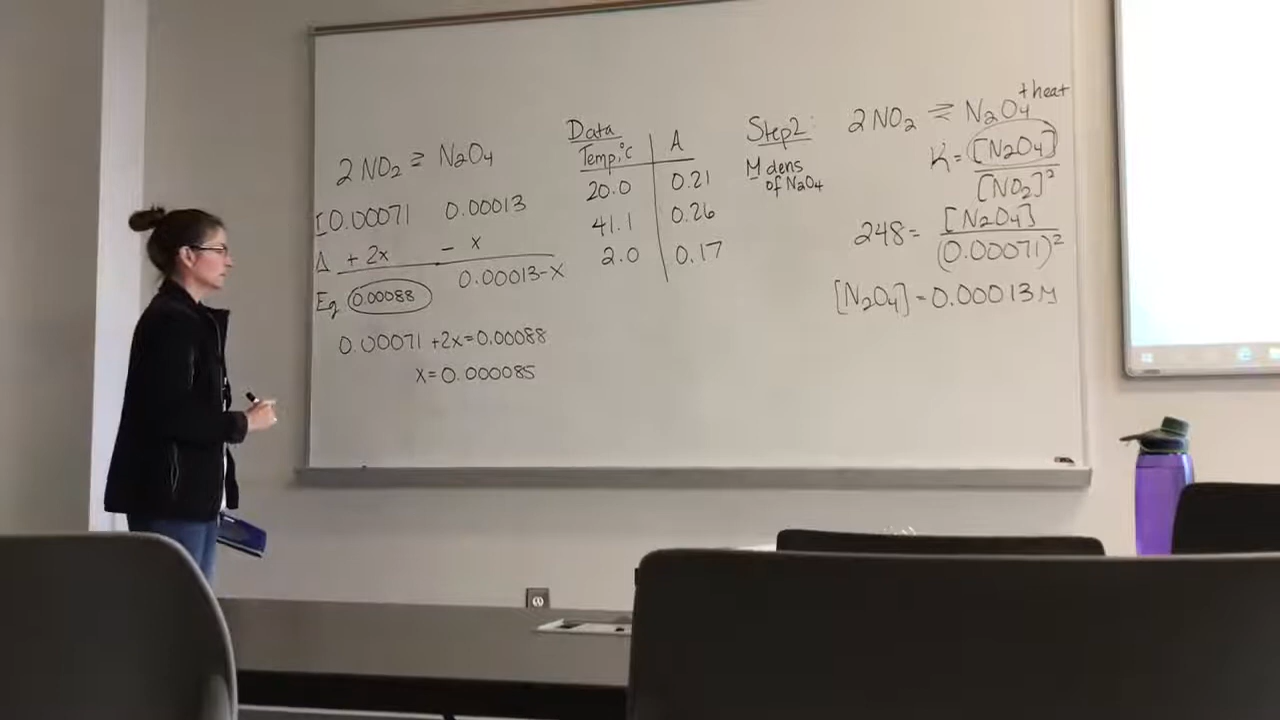 2 NO₂ ⇌ N₂O₄
I 0.00071 0.00013
Δ + 2x - x
Eq 0.00088 0.00013-x
0.00071 +2x=0.00088
x=0.000085
Data
Temp,°C A
20.0 0.21
41.1 0.26
2.0 0.17
Step2:
M dens
of N₂O₄
2 NO₂ ⇌ N₂O₄ + heat
K = [N₂O₄]
[NO₂]²
248 = [N₂O₄]
(0.00071)²
[N₂O₄] = 0.00013 M